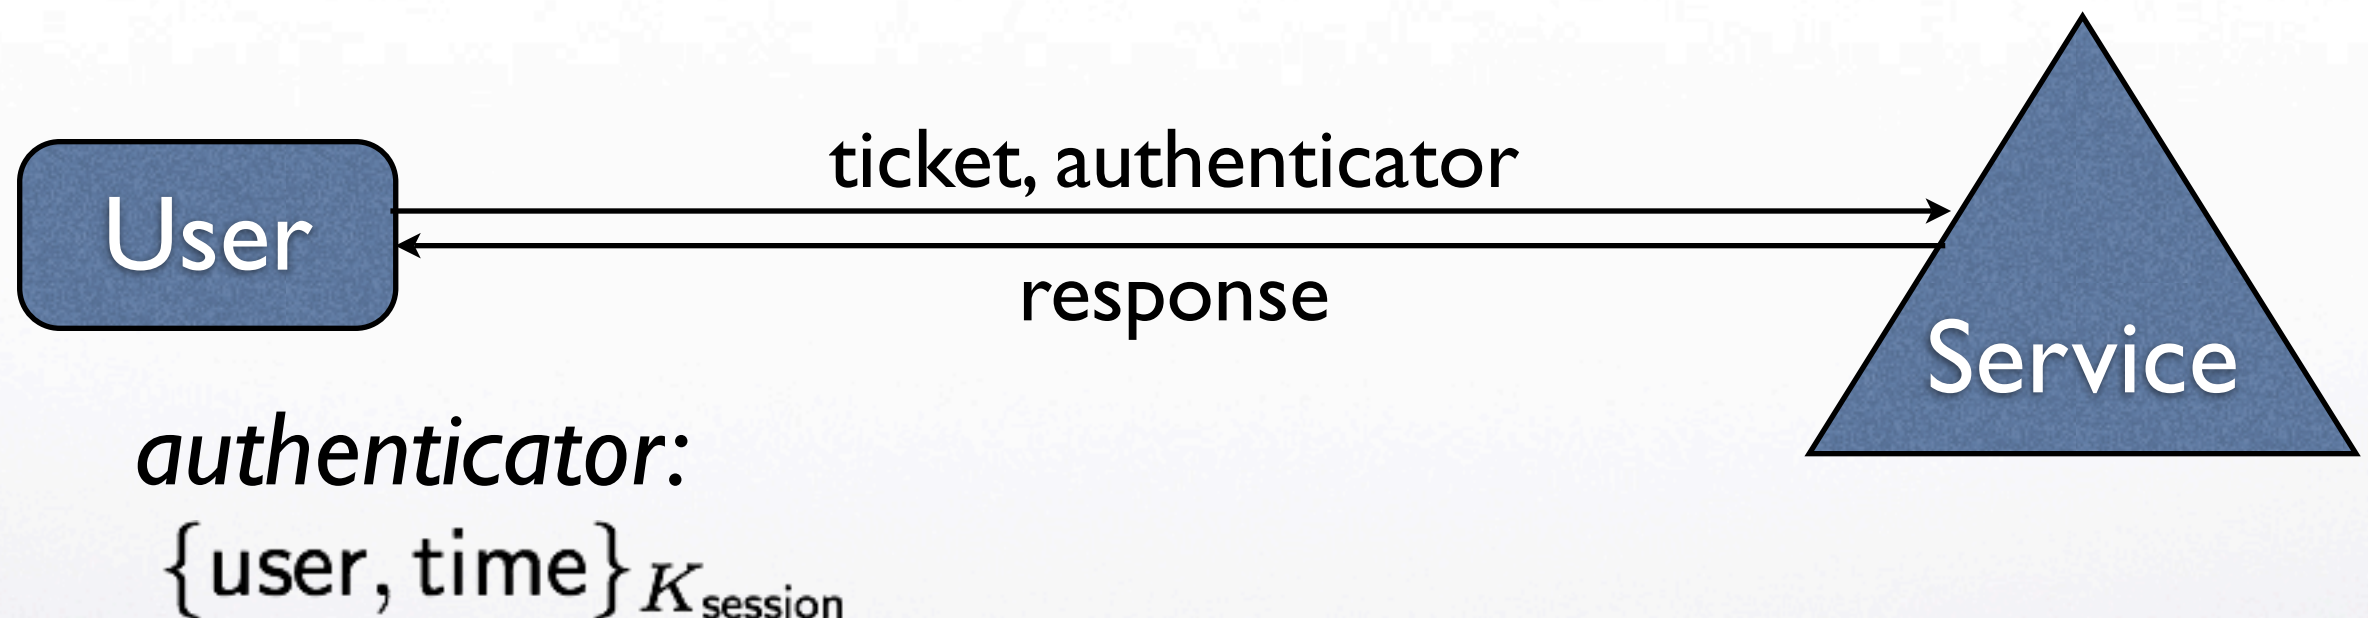 ticket, authenticator
User
response
Service
authenticator:
{user, time}K_session